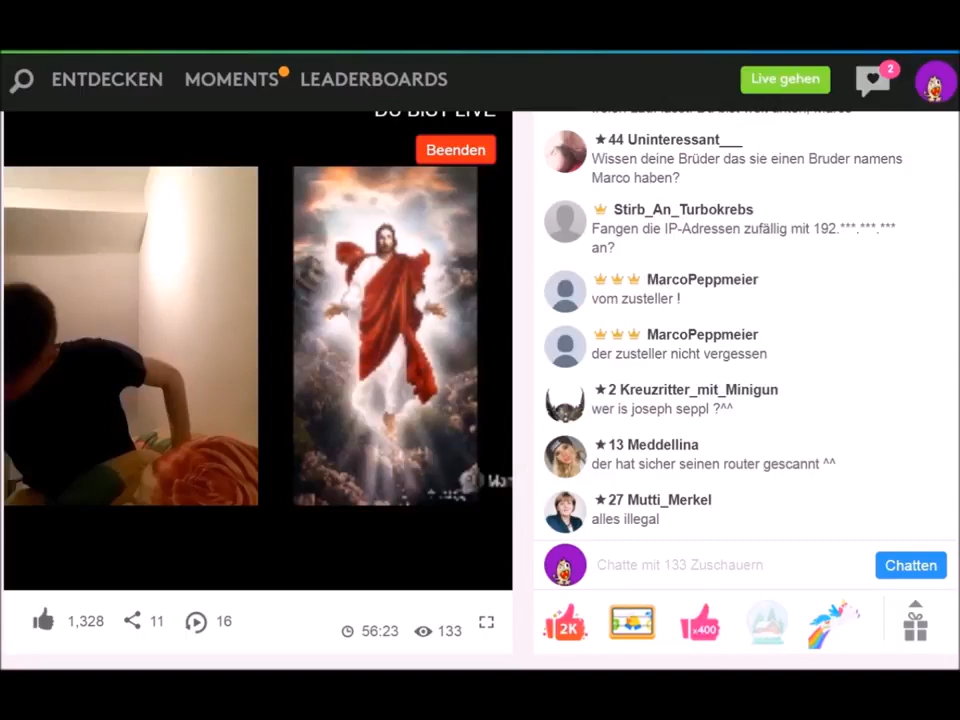 ENTDECKEN MOMENTS LEADERBOARDS
Live gehen
2
DU BIST LIVE
Beenden
★44 Uninteressant___
Wissen deine Brüder das sie einen Bruder namens
Marco haben?
Stirb_An_Turbokrebs
Fangen die IP-Adressen zufällig mit 192.***.***.***
an?
MarcoPeppmeier
vom zusteller !
MarcoPeppmeier
der zusteller nicht vergessen
★2 Kreuzritter_mit_Minigun
wer is joseph seppl ?^^
★13 Meddellina
der hat sicher seinen router gescannt ^^
★27 Mutti_Merkel
alles illegal
Chatte mit 133 Zuschauern
Chatten
1,328 11 16
56:23 133
2K
x400